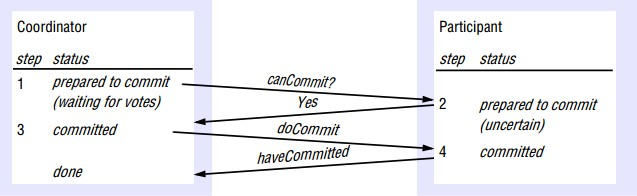 Coordinator
step status
1 prepared to commit
(waiting for votes)
3 committed
done
canCommit?
Yes
doCommit
haveCommitted
Participant
step status
2 prepared to commit
(uncertain)
4 committed